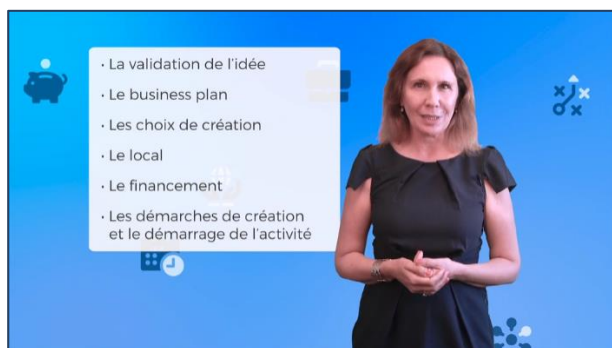 · La validation de l'idée
· Le business plan
· Les choix de création
· Le local
· Le financement
· Les démarches de création
et le démarrage de l'activité